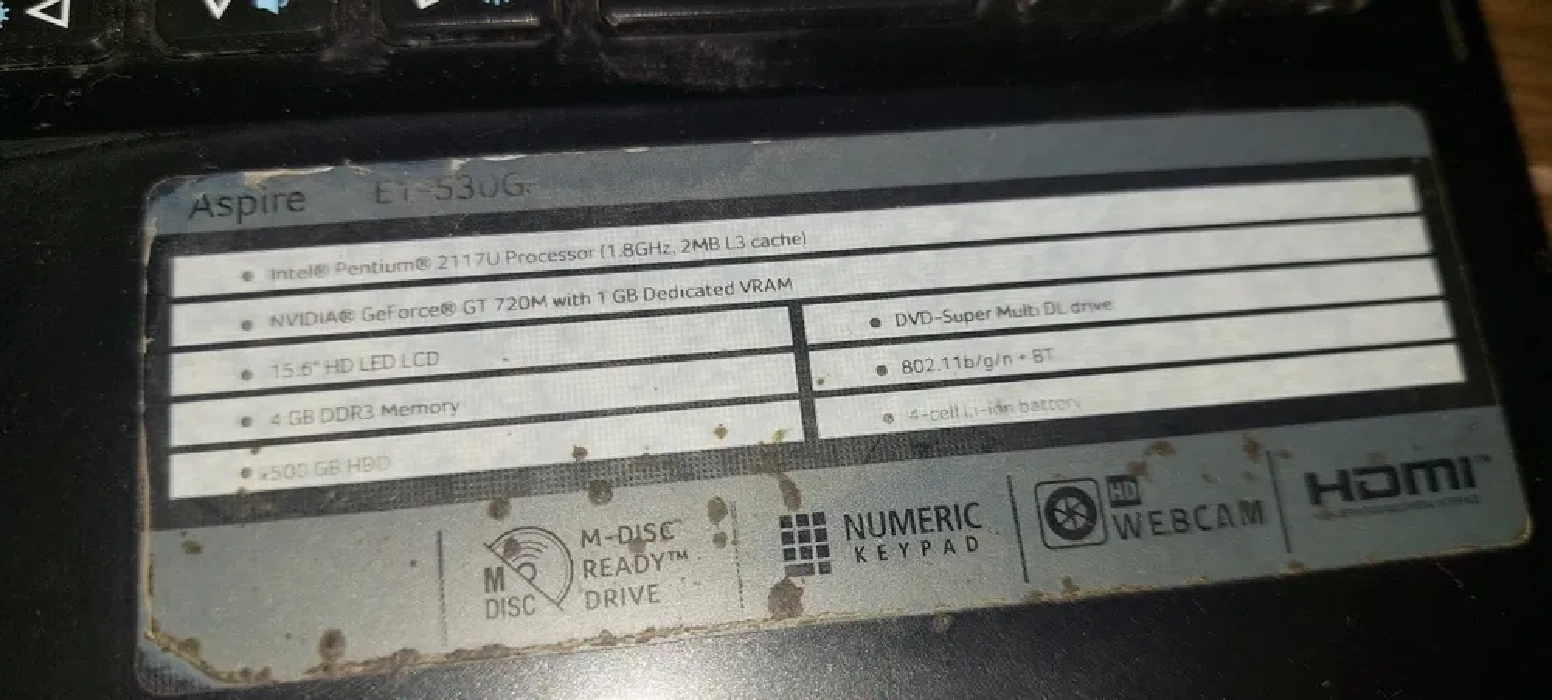 Aspire E1-530G
Intel® Pentium® 2117U Processor (1.8GHz, 2MB L3 cache)
NVIDIA® GeForce® GT 720M with 1 GB Dedicated VRAM
15.6" HD LED LCD
4 GB DDR3 Memory
500 GB HDD
DVD-Super Multi DL drive
802.11b/g/n + BT
4-cell Li-ion battery
M DISC
M-DISC
READY™
DRIVE
NUMERIC
KEYPAD
HD
WEBCAM
HDMI™